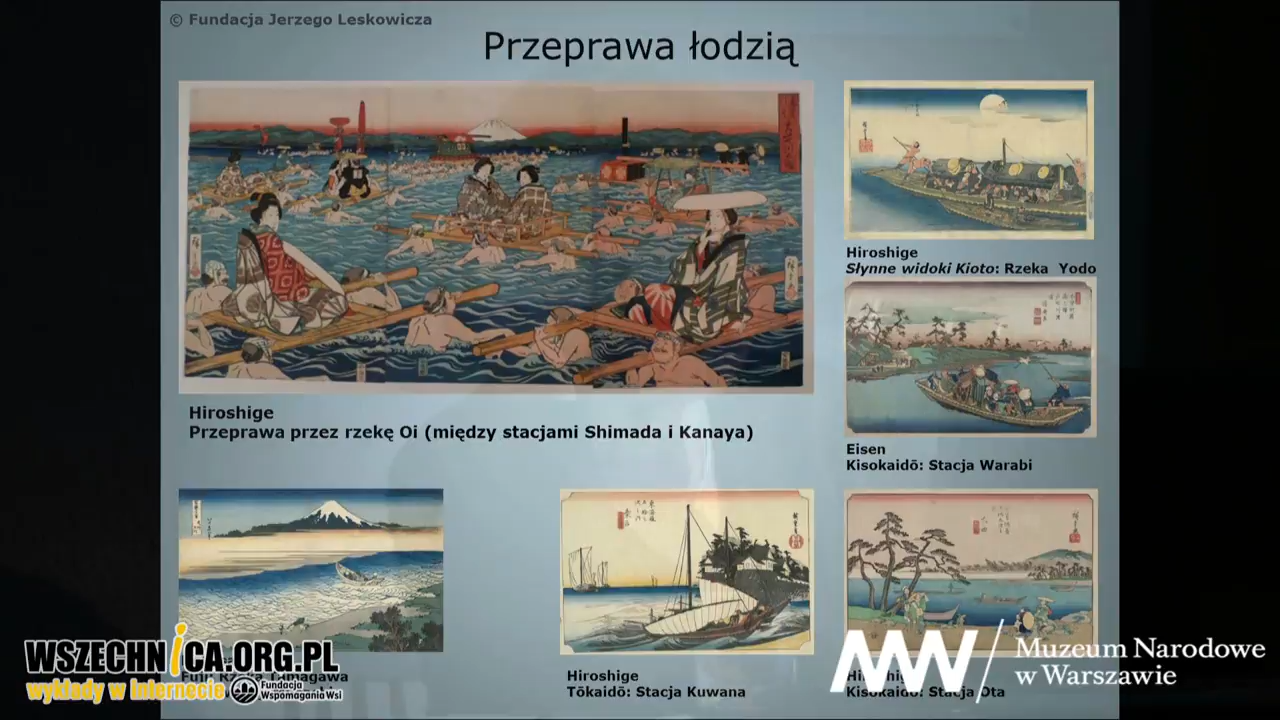 © Fundacja Jerzego Leskowicza
Przeprawa łodzią
Hiroshige
Słynne widoki Kioto: Rzeka Yodo
Hiroshige
Przeprawa przez rzekę Oi (między stacjami Shimada i Kanaya)
Eisen
Kisokaidō: Stacja Warabi
WSZECHNICA.ORG.PL
wykłady w Internecie
Fundacja
Wspomagania Wsi
Hiroshige
Tōkaidō: Stacja Kuwana
Kisokaidō: Stacja Ota
Muzeum Narodowe
w Warszawie